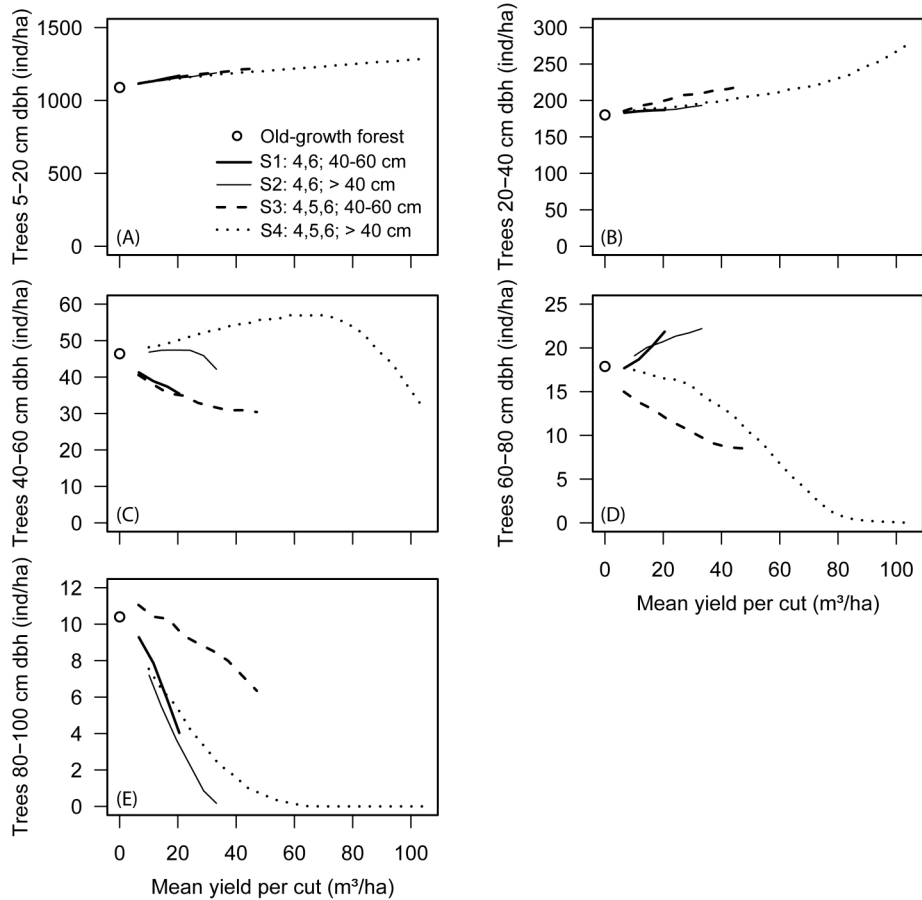 Trees 5−20 cm dbh (ind/ha)
1500
1000
500
0
(A)
Old-growth forest
S1: 4,6; 40-60 cm
S2: 4,6; > 40 cm
S3: 4,5,6; 40-60 cm
S4: 4,5,6; > 40 cm
Trees 20−40 cm dbh (ind/ha)
300
250
200
150
100
50
0
(B)
Trees 40−60 cm dbh (ind/ha)
60
50
40
30
20
10
0
(C)
Trees 60−80 cm dbh (ind/ha)
25
20
15
10
5
0
(D)
0 20 40 60 80 100
Mean yield per cut (m³/ha)
Trees 80−100 cm dbh (ind/ha)
12
10
8
6
4
2
0
(E)
0 20 40 60 80 100
Mean yield per cut (m³/ha)